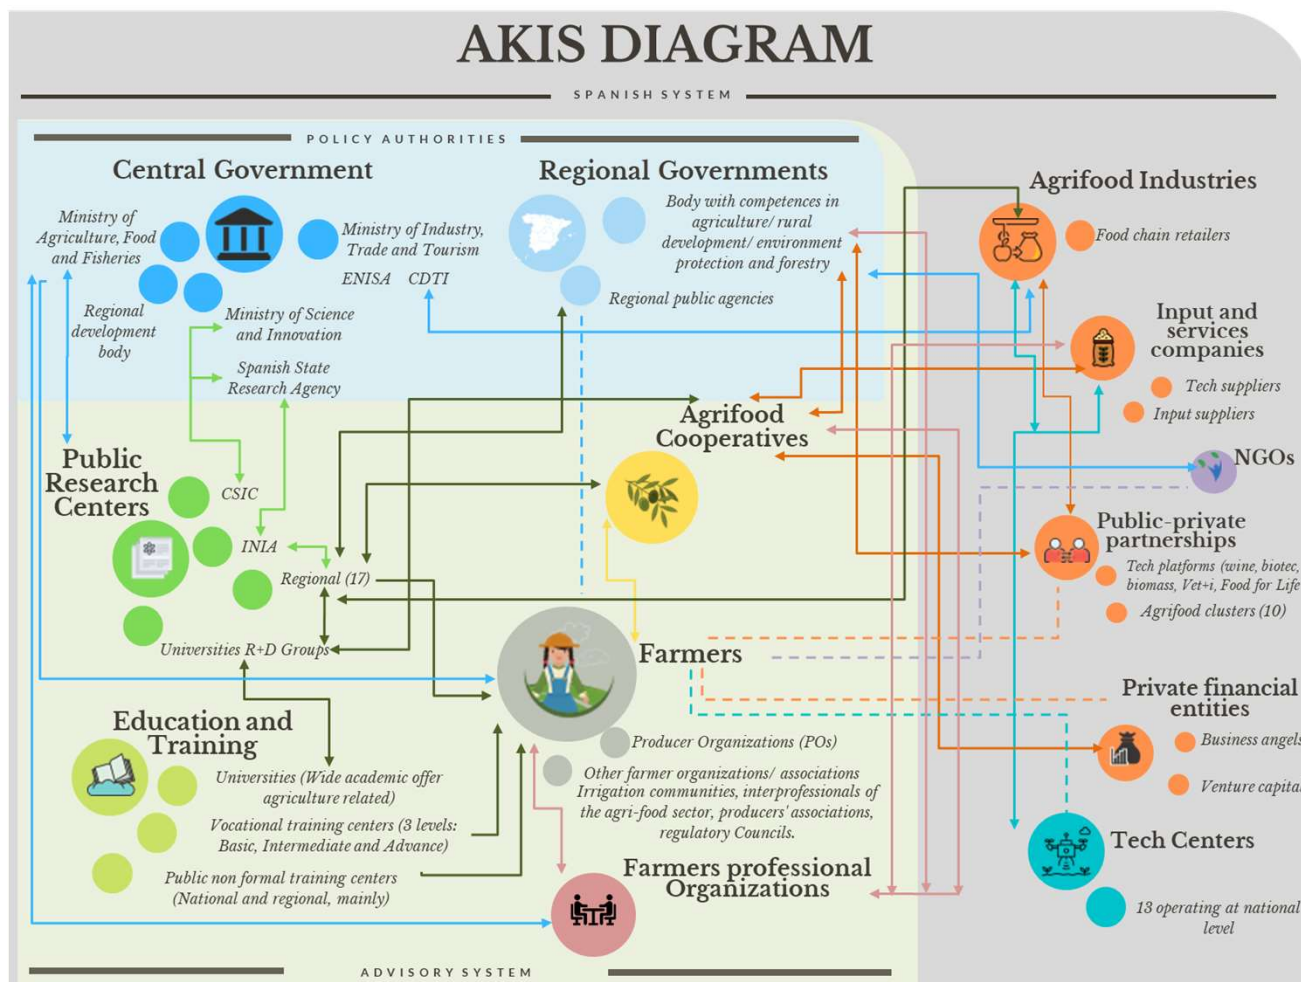 AKIS DIAGRAM
SPANISH SYSTEM
POLICY AUTHORITIES
Central Government
Ministry of
Agriculture, Food
and Fisheries
Ministry of Industry,
Trade and Tourism
ENISA CDTI
Regional
development
body
Ministry of Science
and Innovation
Spanish State
Research Agency
Regional Governments
Body with competences in
agriculture/ rural
development/ environment
protection and forestry
Regional public agencies
Agrifood Industries
Food chain retailers
Input and
services
companies
Tech suppliers
Input suppliers
Agrifood
Cooperatives
NGOs
Public
Research
Centers
CSIC
INIA
Regional (17)
Universities R+D Groups
Public-private
partnerships
Tech platforms (wine, biotec,
biomass, Vet+i, Food for Life
Agrifood clusters (10)
Farmers
Producer Organizations (POs)
Other farmer organizations/ associations
Irrigation communities, interprofessionals of
the agri-food sector, producers' associations,
regulatory Councils.
Private financial
entities
Business angels
Venture capital
Education and
Training
Universities (Wide academic offer
agriculture related)
Vocational training centers (3 levels:
Basic, Intermediate and Advance)
Public non formal training centers
(National and regional, mainly)
Farmers professional
Organizations
Tech Centers
13 operating at national
level
ADVISORY SYSTEM